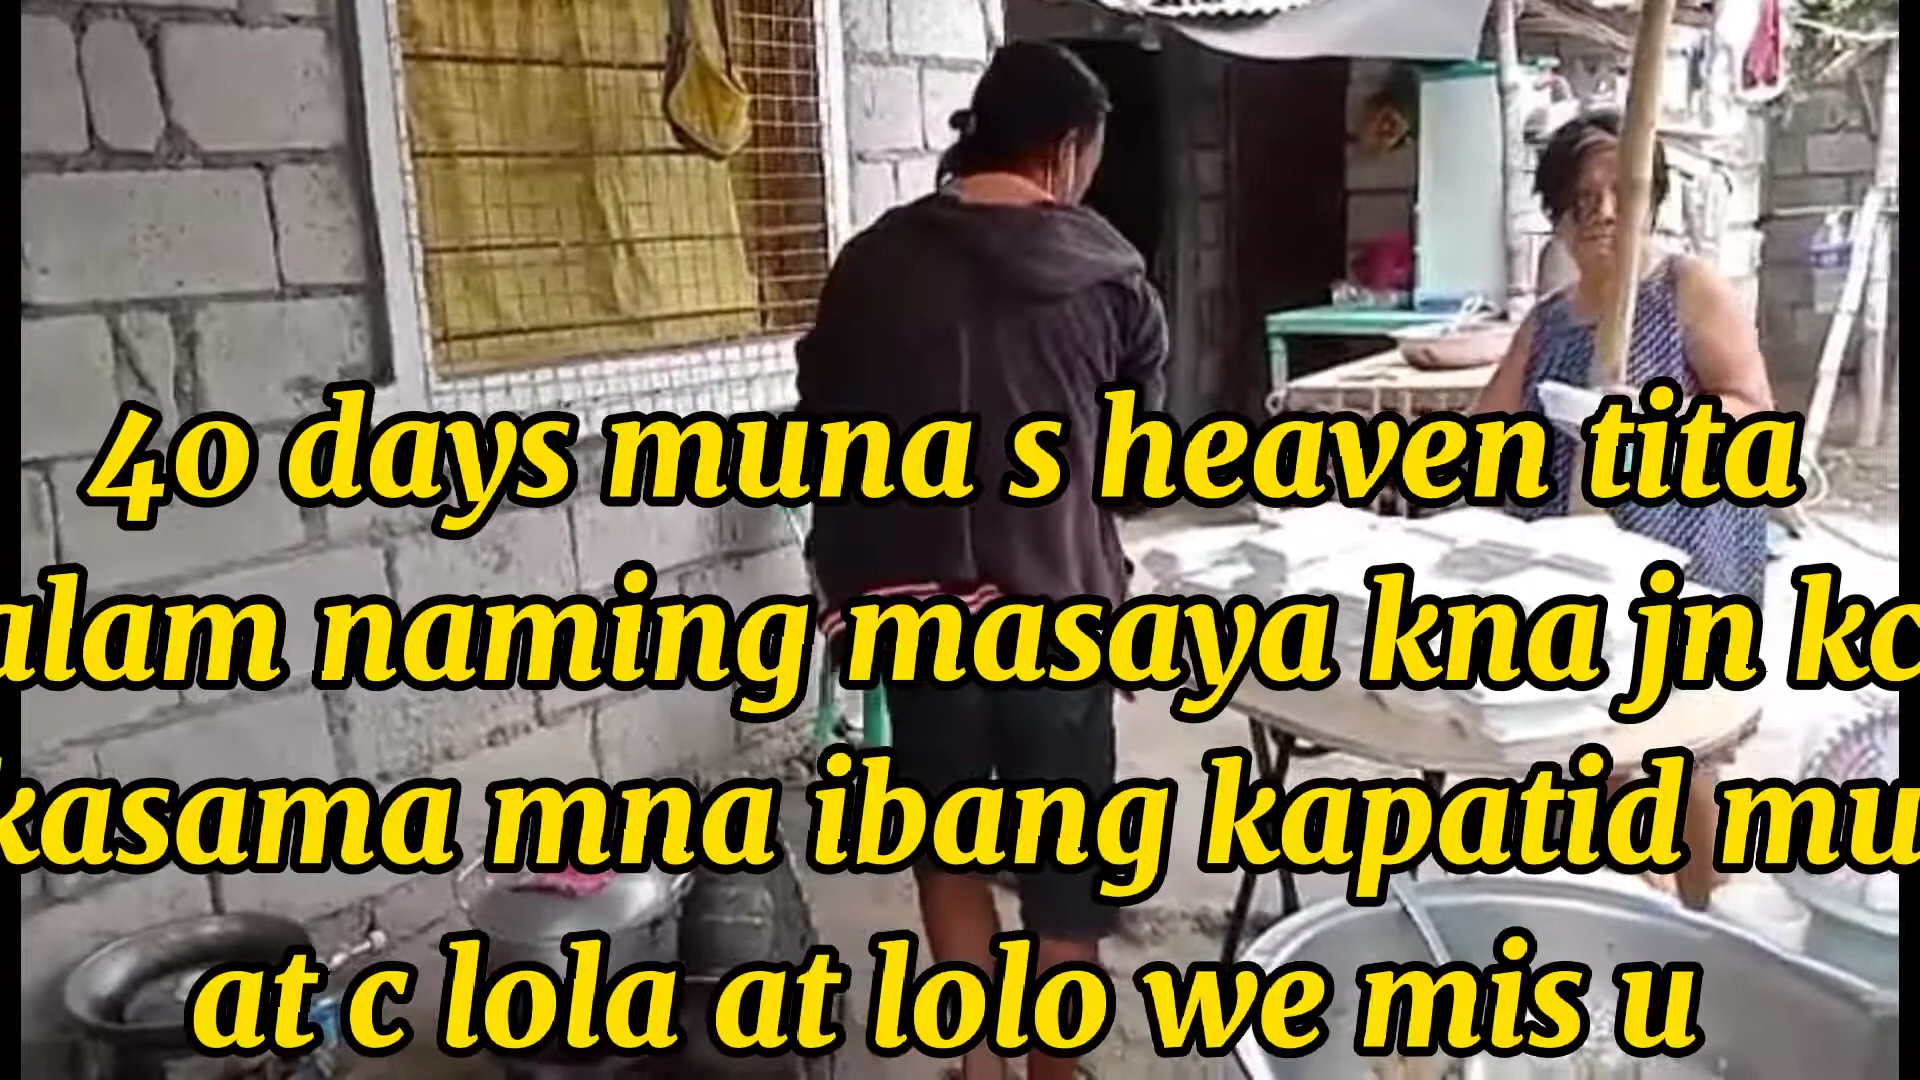 40 days muna s heaven tita
alam naming masaya kna jn kc
kasama mna ibang kapatid mu
at c lola at lolo we mis u